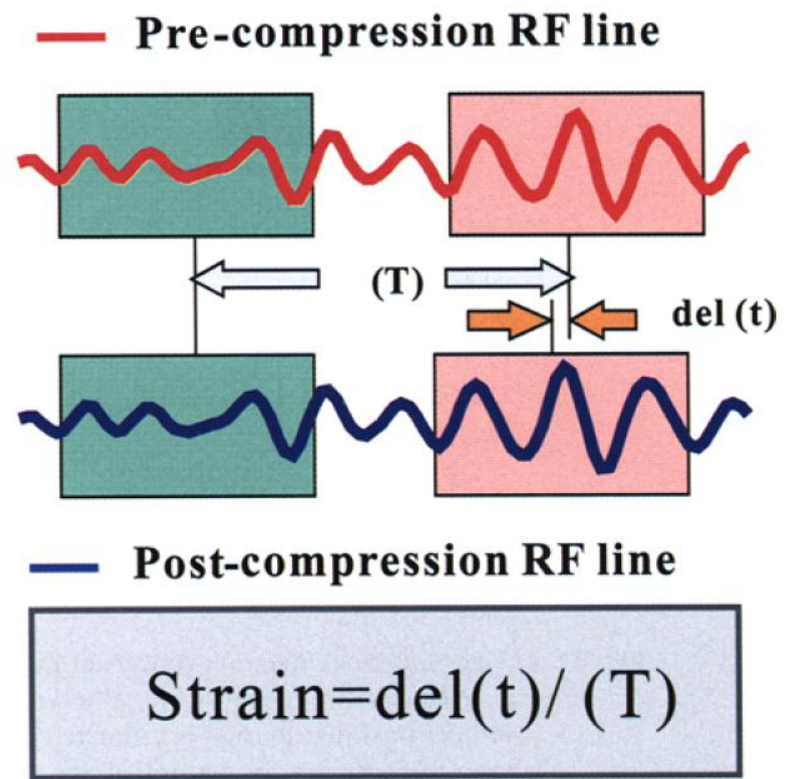 Pre-compression RF line
(T)
del (t)
Post-compression RF line
Strain=del(t)/ (T)